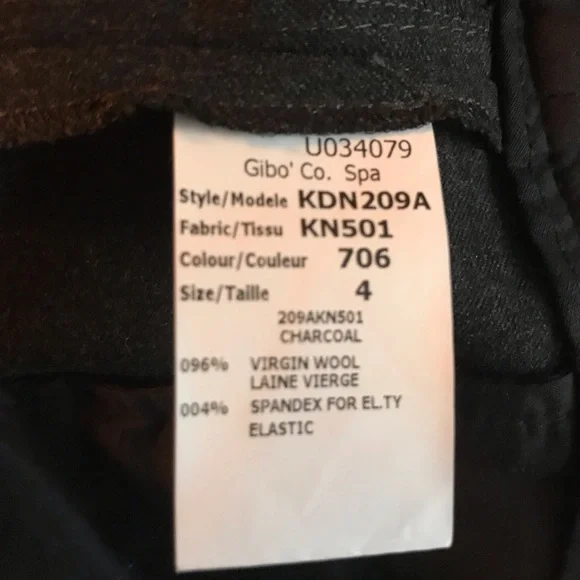 U034079
Gibo' Co. Spa
Style/Modele KDN209A
Fabric/Tissu KN501
Colour/Couleur 706
Size/Taille 4
209AKN501
CHARCOAL
096% VIRGIN WOOL
LAINE VIERGE
004% SPANDEX FOR EL.TY
ELASTIC